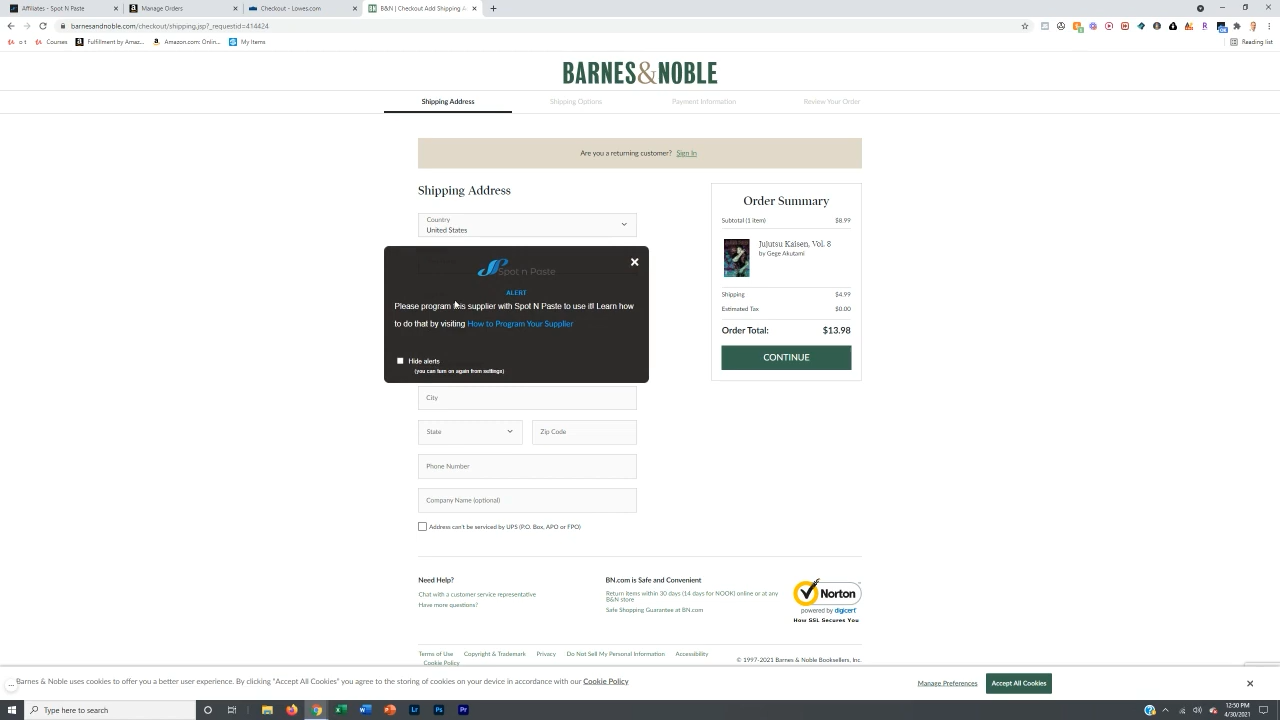 Affiliates - Spot N Paste
Manage Orders
Checkout - Lowes.com
B&N | Checkout Add Shipping A
barnesandnoble.com/checkout/shipping.jsp?_requestid=414424
o t
Courses
Fulfillment by Amaz...
Amazon.com: Onlin...
My Items
Reading list
BARNES&NOBLE
Shipping Address
Shipping Options
Payment Information
Review Your Order
Are you a returning customer? Sign In
Shipping Address
Country
United States
Spot n Paste
ALERT
Please program this supplier with Spot N Paste to use it! Learn how
to do that by visiting How to Program Your Supplier
Hide alerts
(you can turn on again from settings)
City
State
Zip Code
Phone Number
Company Name (optional)
Address can't be serviced by UPS (P.O. Box, APO or FPO)
Order Summary
Subtotal (1 item) $8.99
Jujutsu Kaisen, Vol. 8
by Gege Akutami
Shipping $4.99
Estimated Tax $0.00
Order Total: $13.98
CONTINUE
Need Help?
Chat with a customer service representative
Have more questions?
BN.com is Safe and Convenient
Return items within 30 days (14 days for NOOK) online or at any
B&N store
Safe Shopping Guarantee at BN.com
Norton
powered by digicert
How SSL Secures You
Terms of Use
Copyright & Trademark
Privacy
Do Not Sell My Personal Information
Accessibility
Cookie Policy
© 1997-2021 Barnes & Noble Booksellers, Inc.
Barnes & Noble uses cookies to offer you a better user experience. By clicking "Accept All Cookies" you agree to the storing of cookies on your device in accordance with our Cookie Policy
Manage Preferences
Accept All Cookies
Type here to search
12:50 PM
4/30/2021